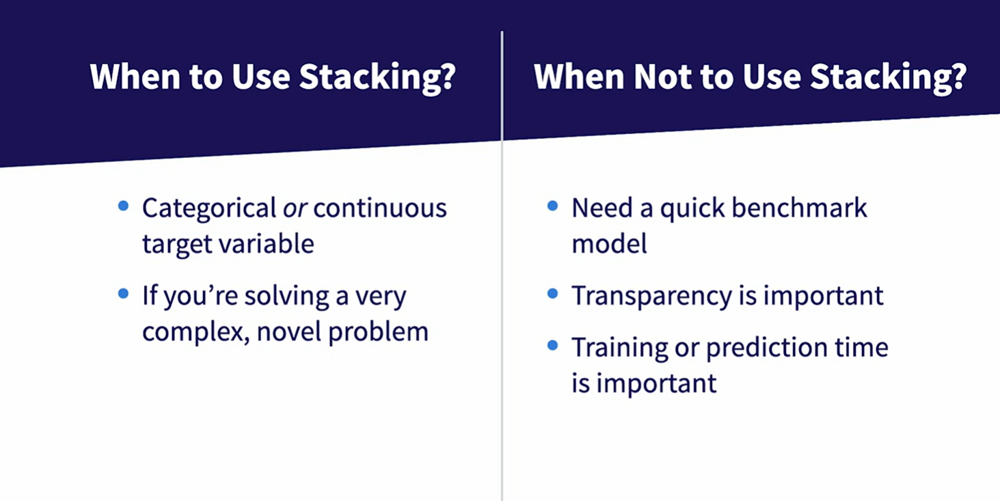 When to Use Stacking?
• Categorical or continuous
target variable
• If you’re solving a very
complex, novel problem
When Not to Use Stacking?
• Need a quick benchmark
model
• Transparency is important
• Training or prediction time
is important